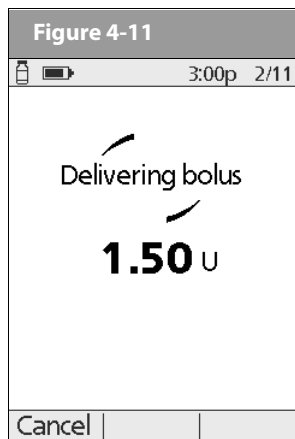 Figure 4-11
3:00p 2/11
Delivering bolus
1.50 U
Cancel